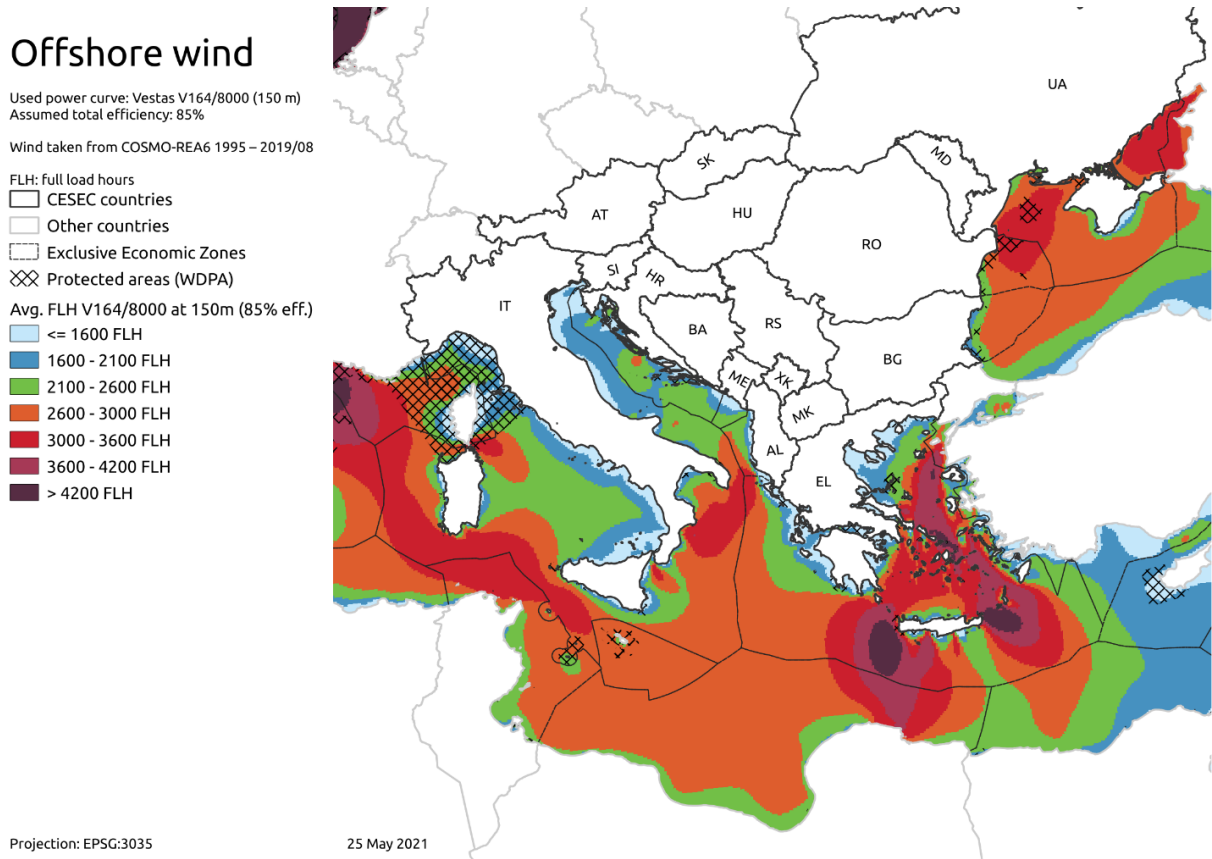 Offshore wind
Used power curve: Vestas V164/8000 (150 m)
Assumed total efficiency: 85%
Wind taken from COSMO-REA6 1995 – 2019/08
FLH: full load hours
CESEC countries
Other countries
Exclusive Economic Zones
Protected areas (WDPA)
Avg. FLH V164/8000 at 150m (85% eff.)
<= 1600 FLH
1600 - 2100 FLH
2100 - 2600 FLH
2600 - 3000 FLH
3000 - 3600 FLH
3600 - 4200 FLH
> 4200 FLH
Projection: EPSG:3035
25 May 2021
UA
MD
SK
AT
HU
RO
SI
HR
IT
BA
RS
BG
ME
XK
MK
AL
EL